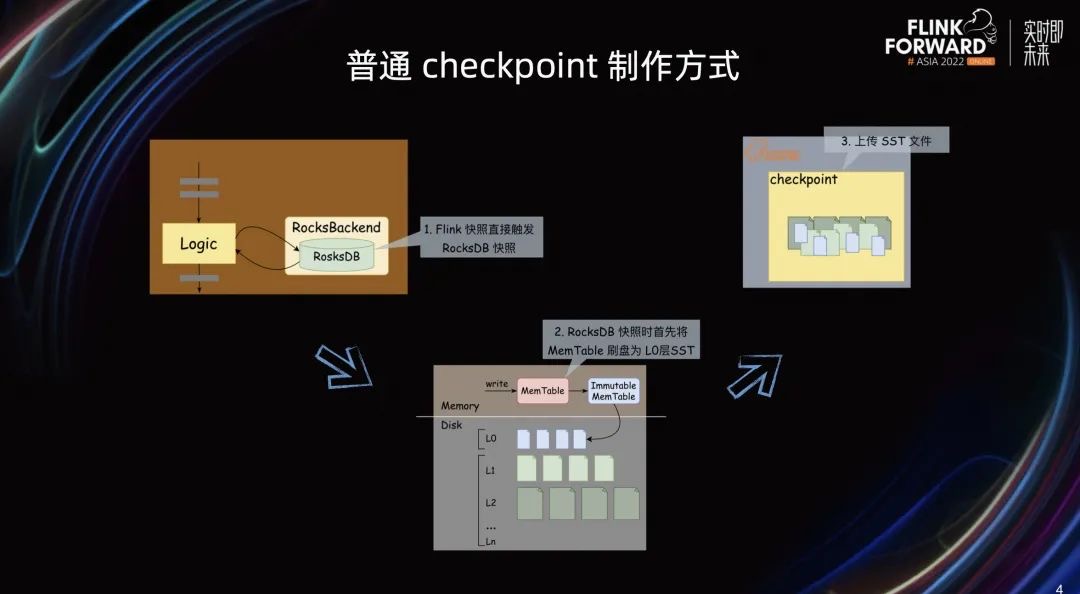 FLINK
FORWARD
# ASIA 2022 ONLINE
实时即
未来
普通 checkpoint 制作方式
Logic
RocksBackend
RosksDB
1. Flink 快照直接触发
RocksDB 快照
2. RocksDB 快照时首先将
MemTable 刷盘为 L0层SST
write
MemTable
Immutable
MemTable
Memory
Disk
L0
L1
L2
...
Ln
3. 上传 SST 文件
checkpoint
4